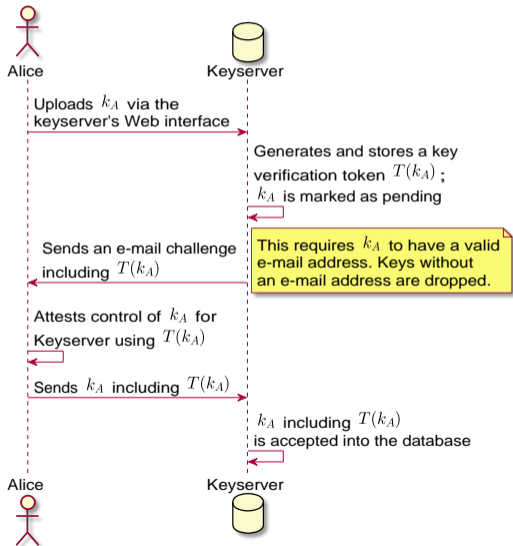 Alice
Keyserver
Uploads k_A via the
keyserver's Web interface
Generates and stores a key
verification token T(k_A) ;
k_A is marked as pending
Sends an e-mail challenge
including T(k_A)
This requires k_A to have a valid
e-mail address. Keys without
an e-mail address are dropped.
Attests control of k_A for
Keyserver using T(k_A)
Sends k_A including T(k_A)
k_A including T(k_A)
is accepted into the database
Alice
Keyserver